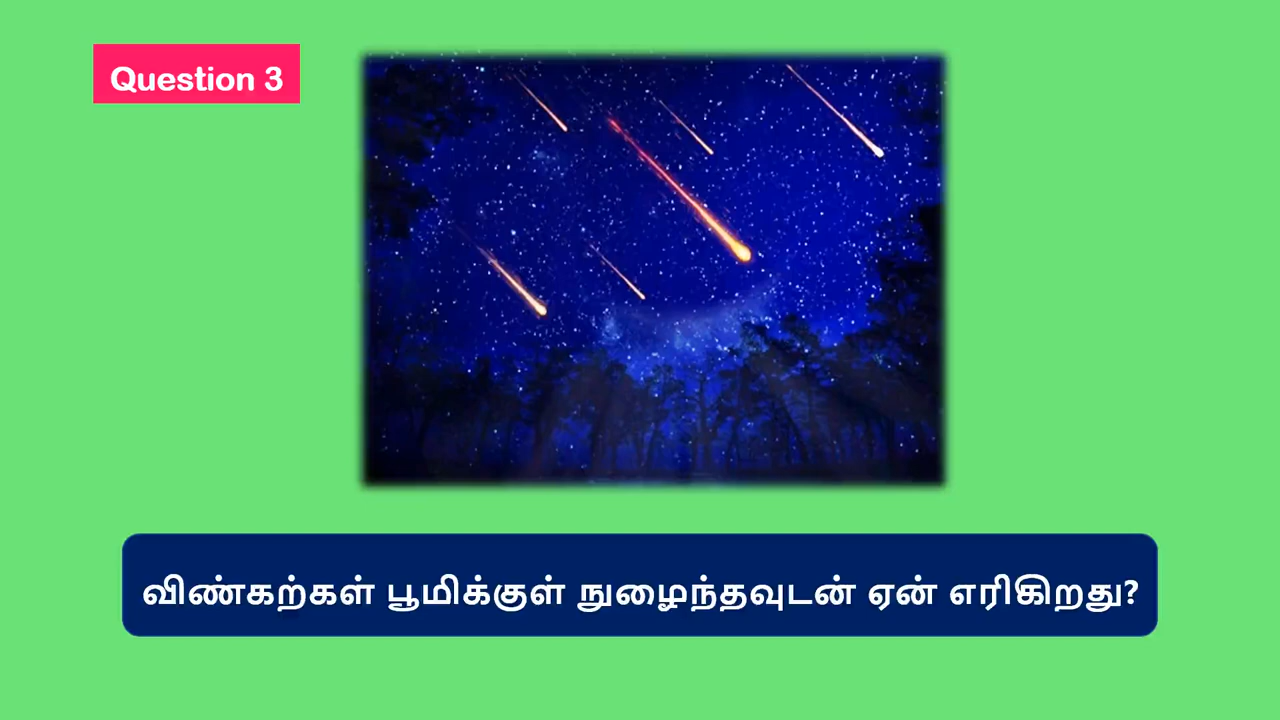 Question 3
விண்கற்கள் பூமிக்குள் நுழைந்தவுடன் ஏன் எரிகிறது?